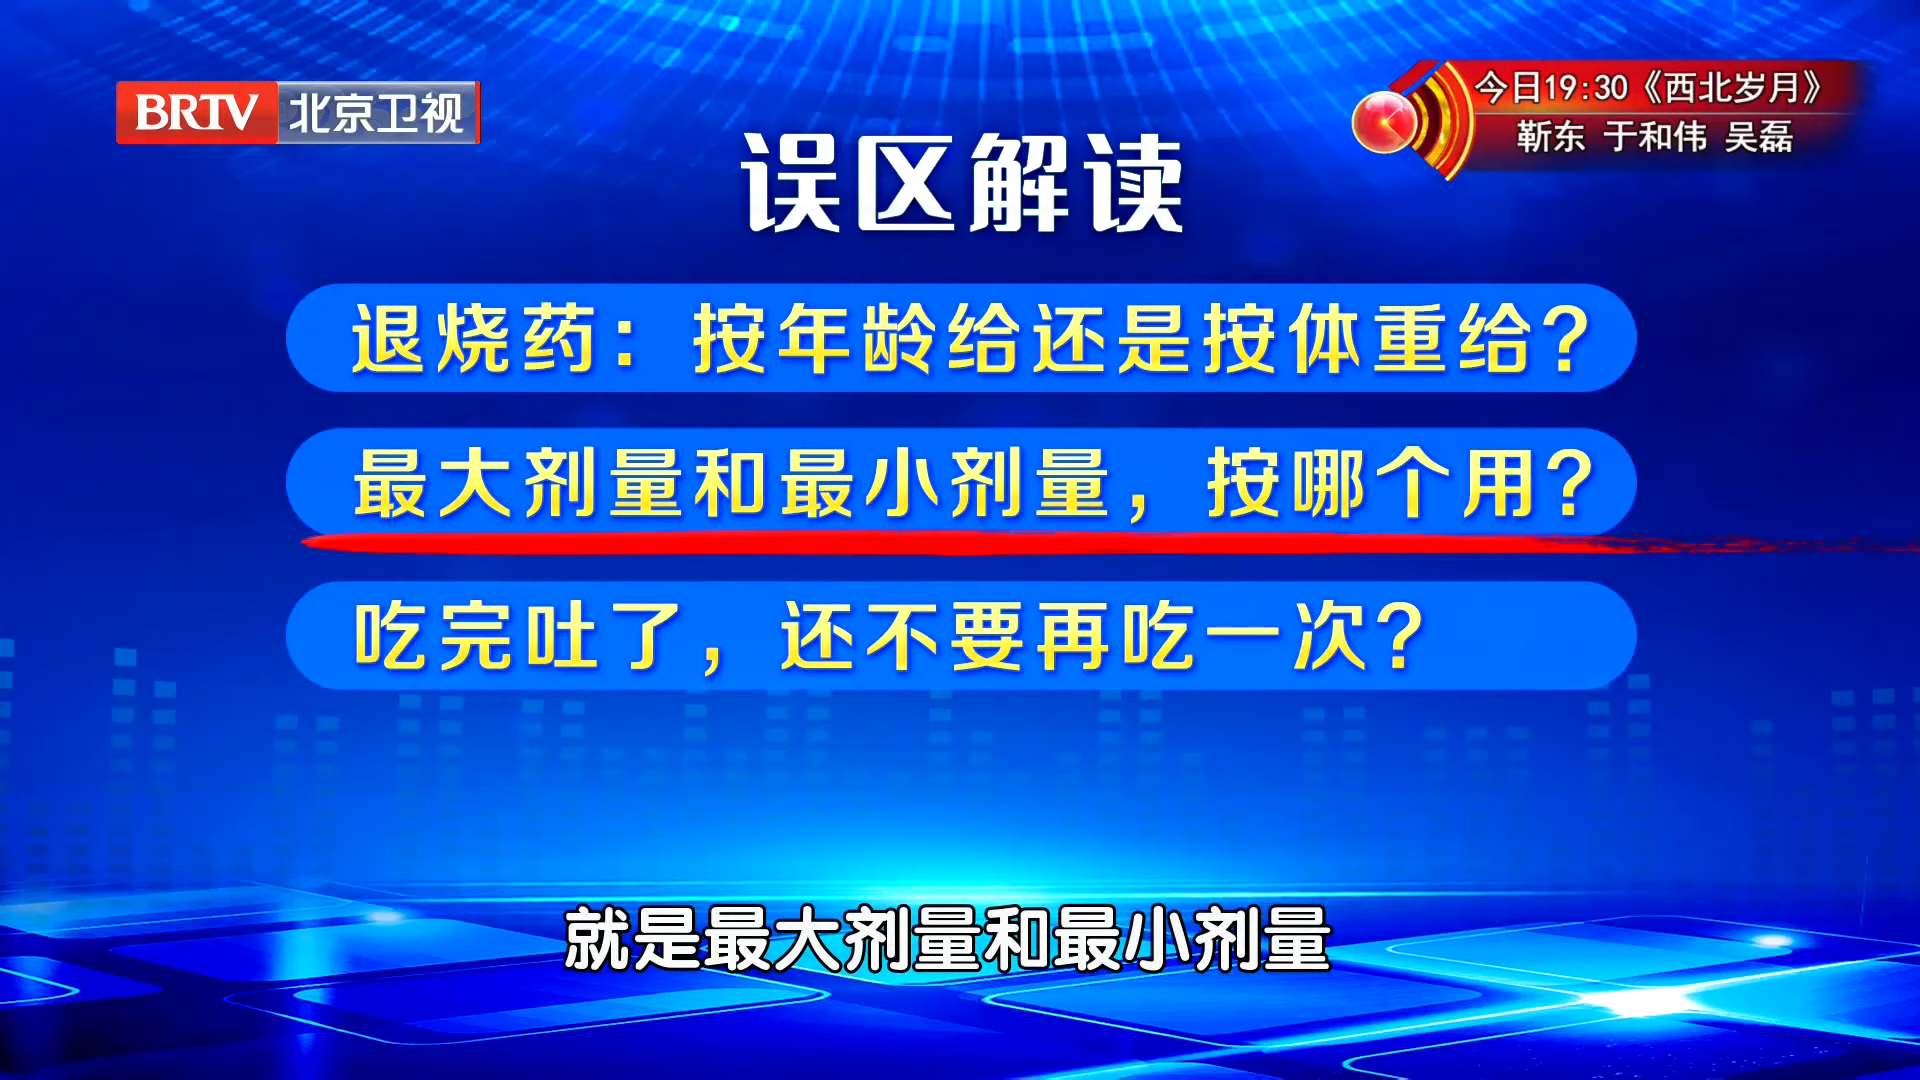 BRTV 北京卫视
今日19:30《西北岁月》
靳东 于和伟 吴磊
误区解读
退烧药：按年龄给还是按体重给？
最大剂量和最小剂量，按哪个用？
吃完吐了，还不要再吃一次？
就是最大剂量和最小剂量